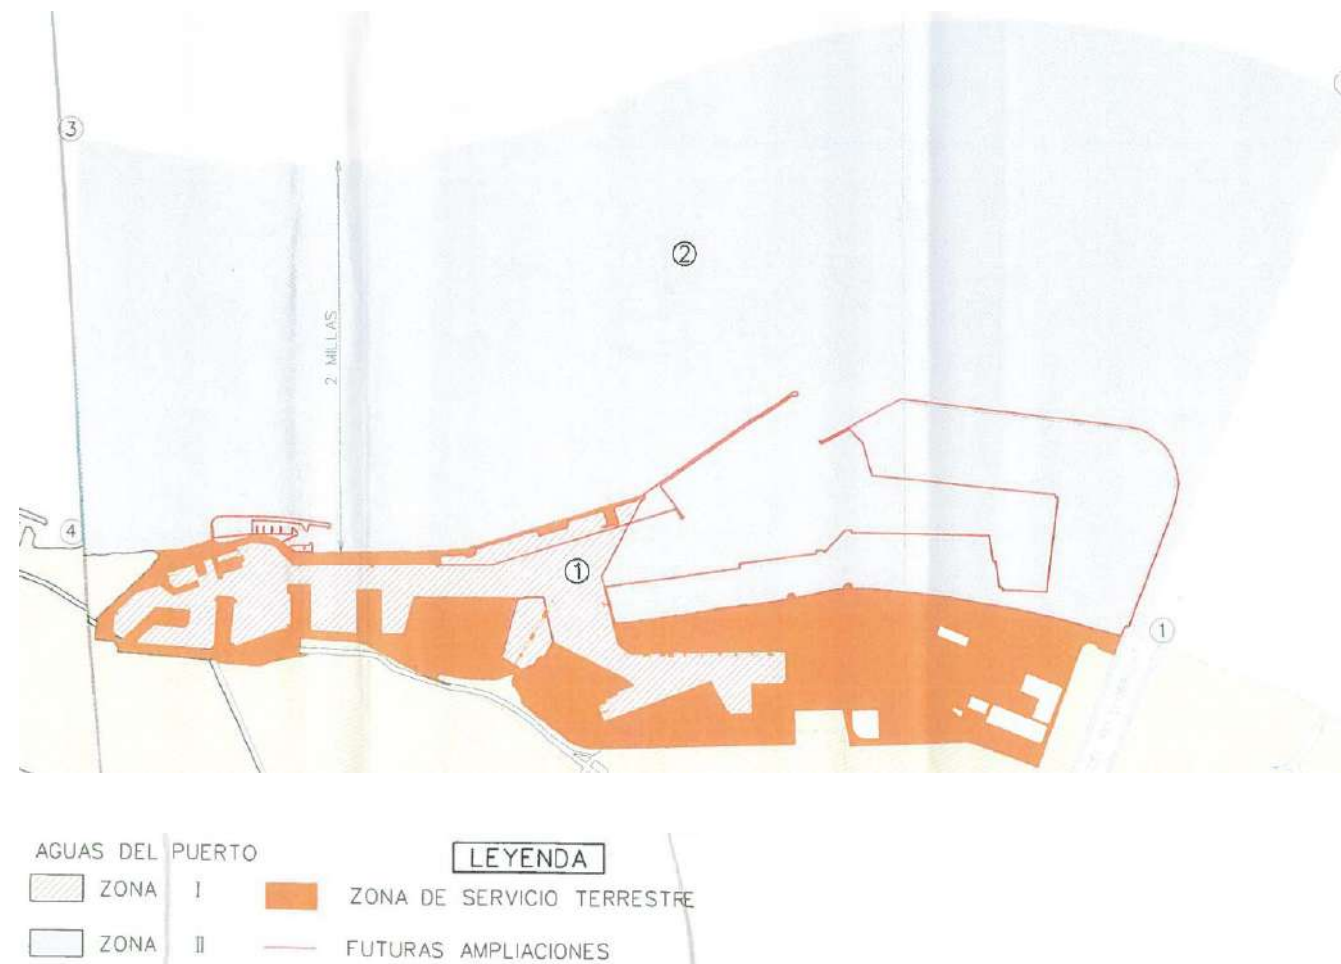 3
2
2 MILLAS
4
1
1
AGUAS DEL PUERTO
LEYENDA
ZONA I
ZONA DE SERVICIO TERRESTRE
ZONA II
FUTURAS AMPLIACIONES